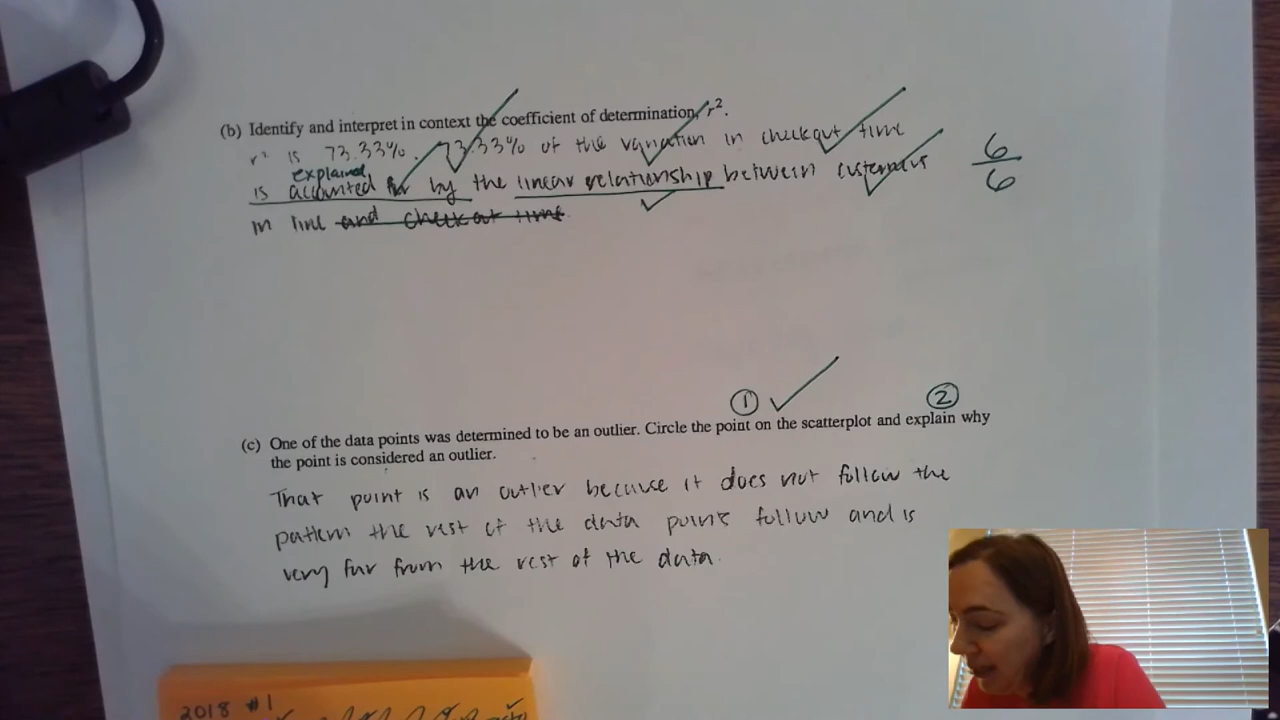 (b) Identify and interpret in context the coefficient of determination, r².
r² is 73.33%. 73.33% of the variation in checkout time
explained
is accounted for by the linear relationship between customers
in line and checkout time.
6/6
① ②
(c) One of the data points was determined to be an outlier. Circle the point on the scatterplot and explain why
the point is considered an outlier.
That point is an outlier because it does not follow the
pattern the rest of the data points follow and is
very far from the rest of the data.
2018 #1